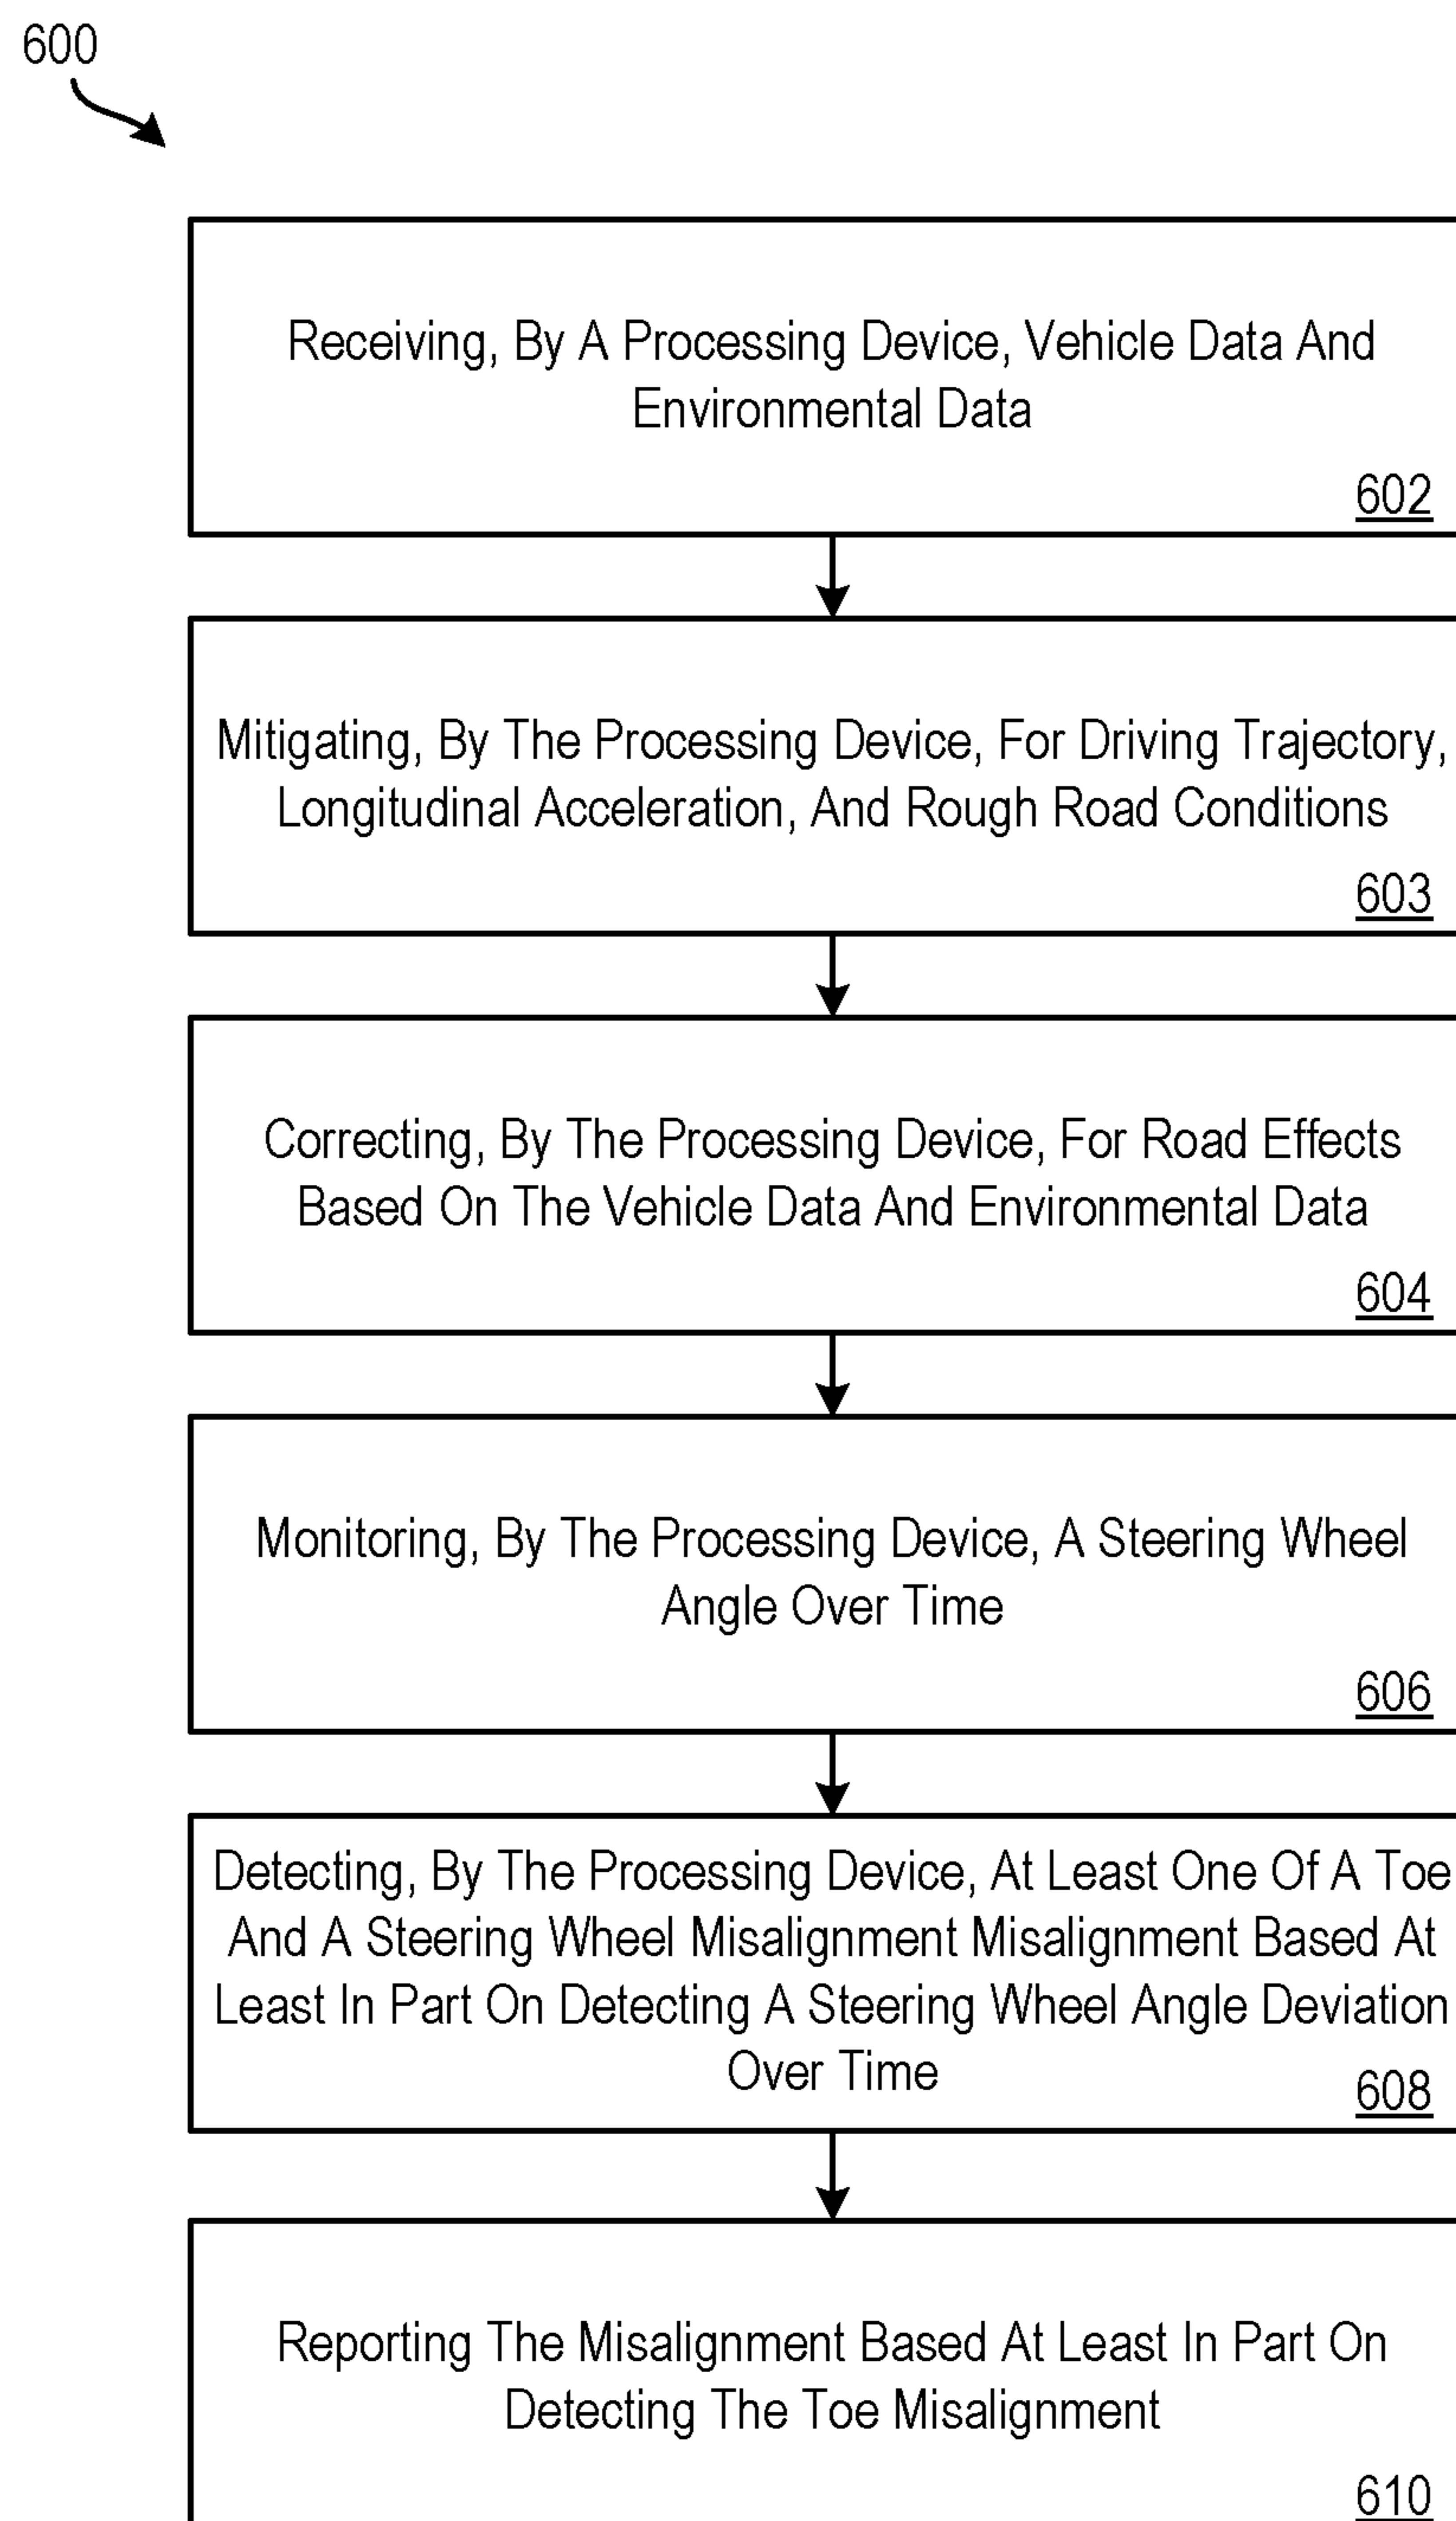 600
Receiving, By A Processing Device, Vehicle Data And
Environmental Data
602
Mitigating, By The Processing Device, For Driving Trajectory,
Longitudinal Acceleration, And Rough Road Conditions
603
Correcting, By The Processing Device, For Road Effects
Based On The Vehicle Data And Environmental Data
604
Monitoring, By The Processing Device, A Steering Wheel
Angle Over Time
606
Detecting, By The Processing Device, At Least One Of A Toe
And A Steering Wheel Misalignment Misalignment Based At
Least In Part On Detecting A Steering Wheel Angle Deviation
Over Time
608
Reporting The Misalignment Based At Least In Part On
Detecting The Toe Misalignment
610